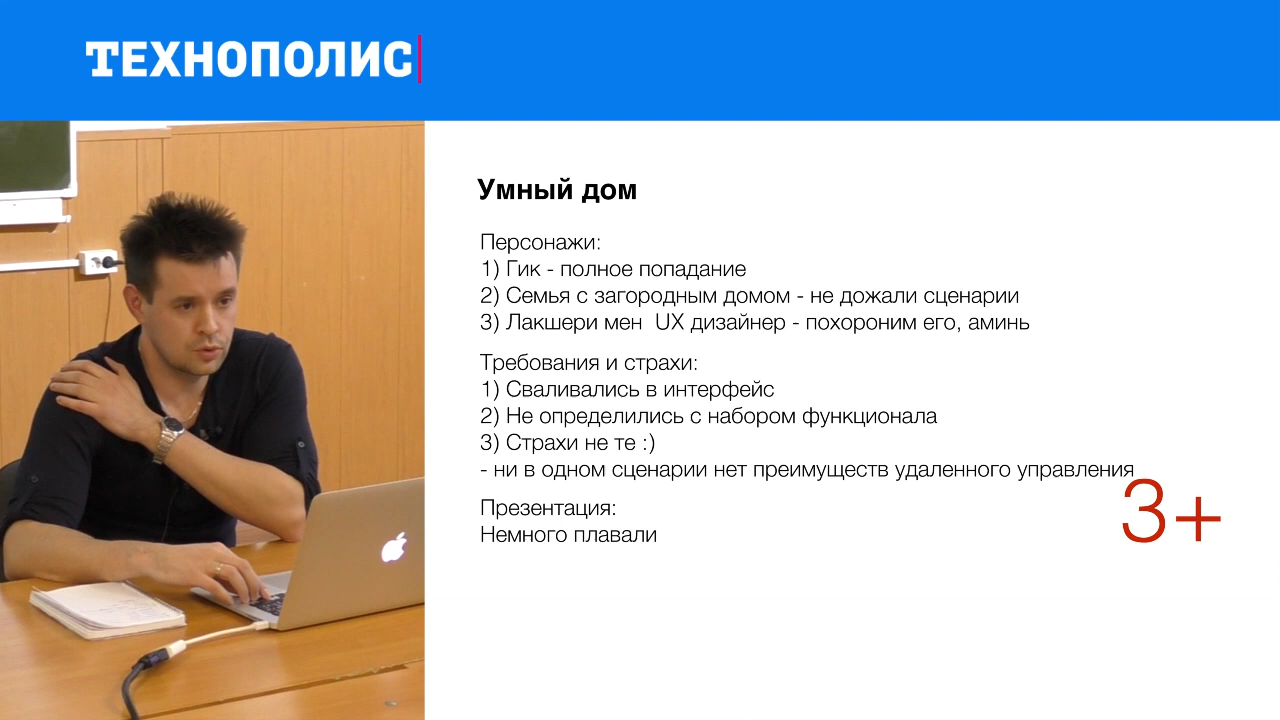 ТЕХНОПОЛИС
Умный дом
Персонажи:
1) Гик - полное попадание
2) Семья с загородным домом - не дожали сценарии
3) Лакшери мен  UX дизайнер - похороним его, аминь
Требования и страхи:
1) Сваливались в интерфейс
2) Не определились с набором функционала
3) Страхи не те :)
- ни в одном сценарии нет преимуществ удаленного управления
3+
Презентация:
Немного плавали